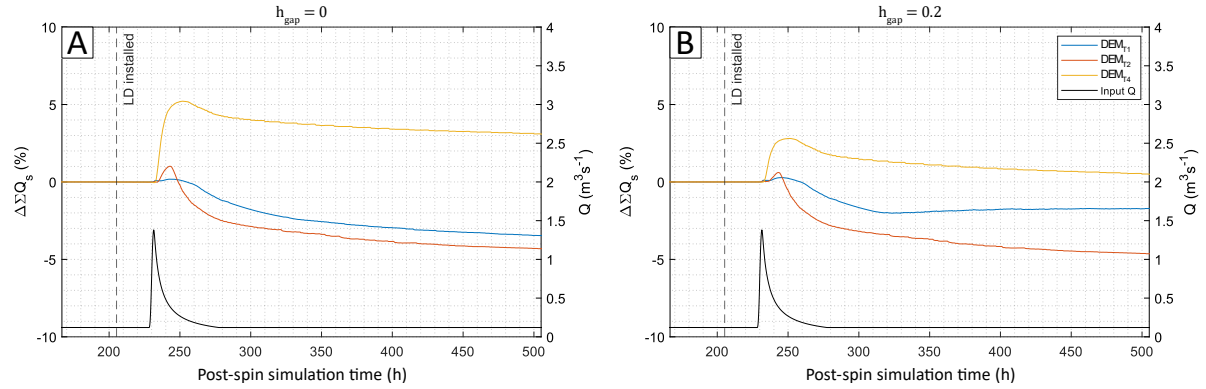 h_gap = 0
A
LD installed
10
5
0
-5
-10
ΔΣQ_s (%)
4
3.5
3
2.5
2
1.5
1
0.5
0
Q (m³s⁻¹)
200
250
300
350
400
450
500
Post-spin simulation time (h)
h_gap = 0.2
B
LD installed
DEM_T1
DEM_T2
DEM_T4
Input Q
10
5
0
-5
-10
ΔΣQ_s (%)
4
3.5
3
2.5
2
1.5
1
0.5
0
Q (m³s⁻¹)
200
250
300
350
400
450
500
Post-spin simulation time (h)